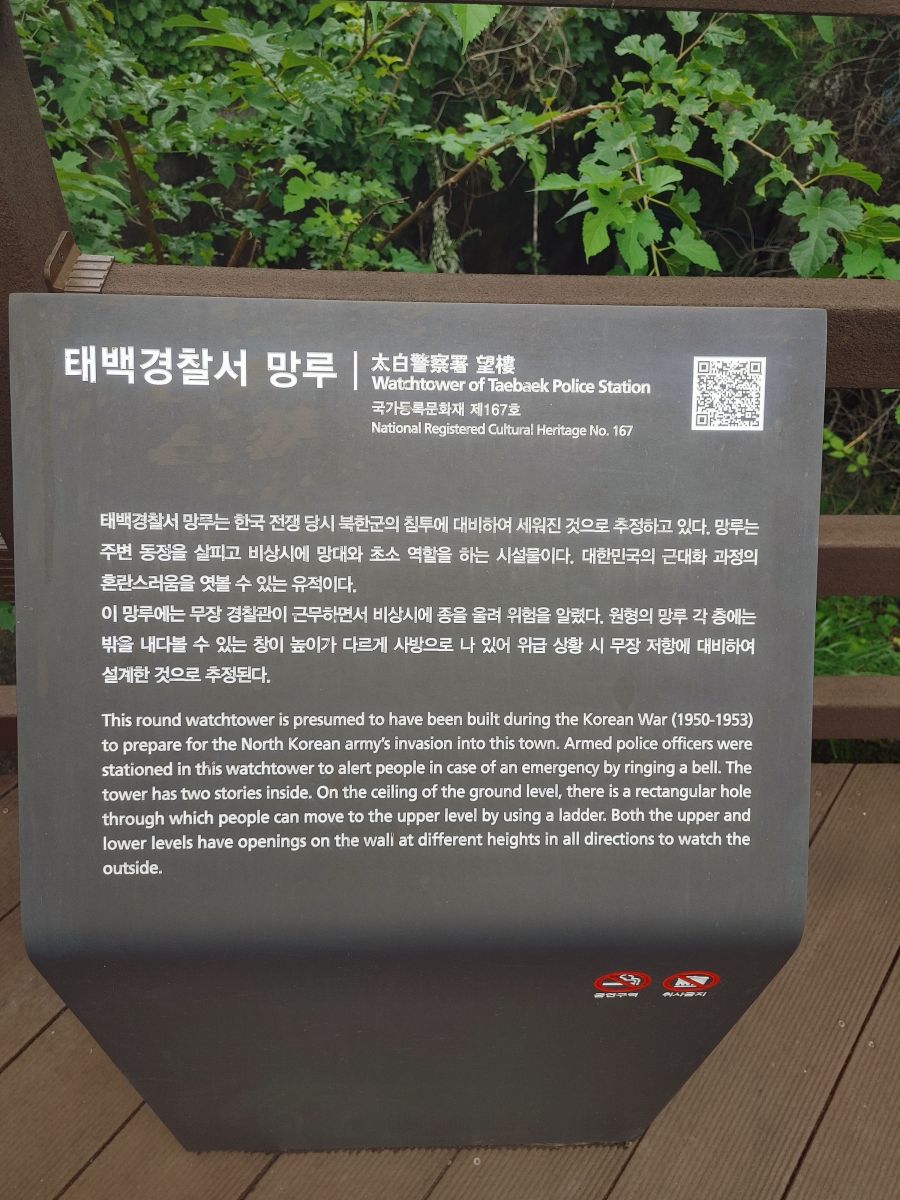 태백경찰서 망루
太白警察署 望樓
Watchtower of Taebaek Police Station
국가등록문화재 제167호
National Registered Cultural Heritage No. 167
태백경찰서 망루는 한국 전쟁 당시 북한군의 침투에 대비하여 세워진 것으로 추정하고 있다. 망루는
주변 동정을 살피고 비상시에 망대와 초소 역할을 하는 시설물이다. 대한민국의 근대화 과정의
혼란스러움을 엿볼 수 있는 유적이다.
이 망루에는 무장 경찰관이 근무하면서 비상시에 종을 울려 위험을 알렸다. 원형의 망루 각 층에는
밖을 내다볼 수 있는 창이 높이가 다르게 사방으로 나 있어 위급 상황 시 무장 저항에 대비하여
설계한 것으로 추정된다.
This round watchtower is presumed to have been built during the Korean War (1950-1953)
to prepare for the North Korean army's invasion into this town. Armed police officers were
stationed in this watchtower to alert people in case of an emergency by ringing a bell. The
tower has two stories inside. On the ceiling of the ground level, there is a rectangular hole
through which people can move to the upper level by using a ladder. Both the upper and
lower levels have openings on the wall at different heights in all directions to watch the
outside.
금연구역 취사금지